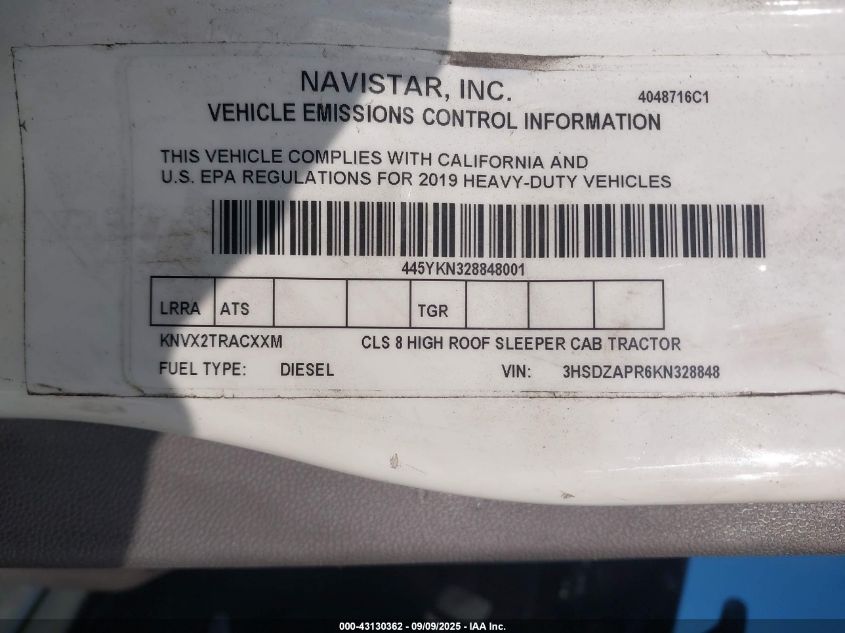 NAVISTAR, INC.
4048716C1
VEHICLE EMISSIONS CONTROL INFORMATION
THIS VEHICLE COMPLIES WITH CALIFORNIA AND
U.S. EPA REGULATIONS FOR 2019 HEAVY-DUTY VEHICLES
445YKN328848001
LRRA ATS TGR
KNVX2TRACXXM CLS 8 HIGH ROOF SLEEPER CAB TRACTOR
FUEL TYPE: DIESEL VIN: 3HSDZAPR6KN328848
000-43130362 - 09/09/2025 - IAA Inc.